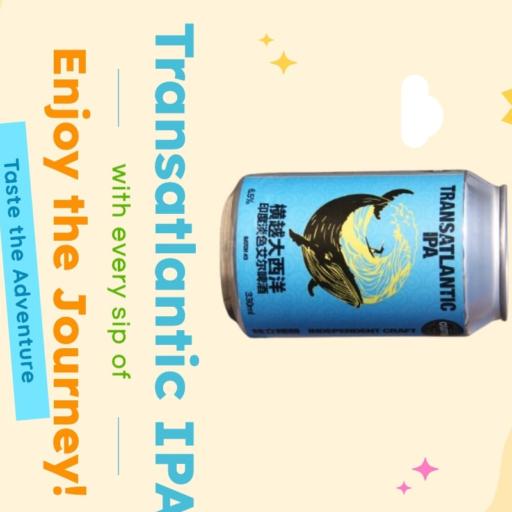 TRANSATLANTIC
IPA
横越大西洋
印度淡色艾尔啤酒
6.5%
330ml
INDEPENDENT CRAFT
Transatlantic IPA
with every sip of
Enjoy the Journey!
Taste the Adventure